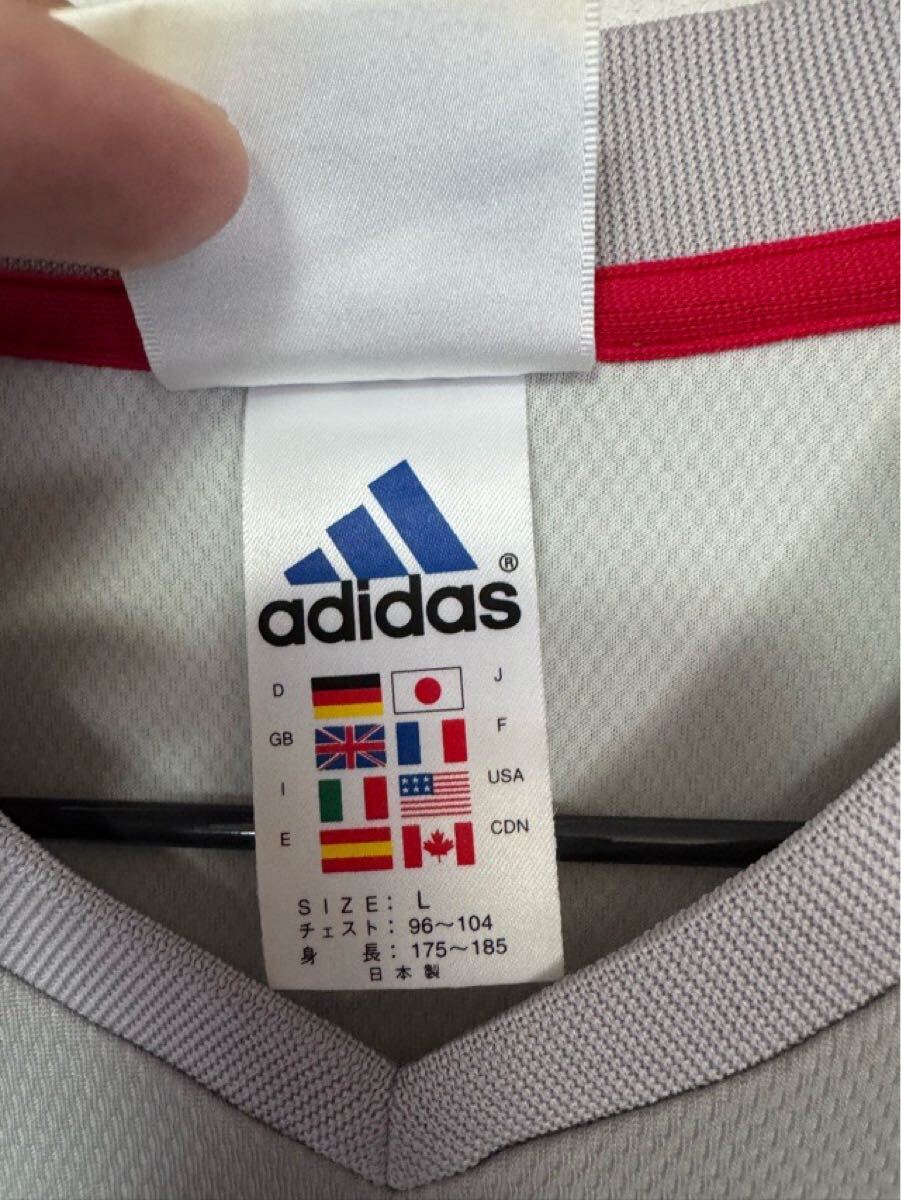 adidas®
D J
GB F
I USA
E CDN
SIZE: L
チェスト: 96〜104
身 長: 175〜185
日本製